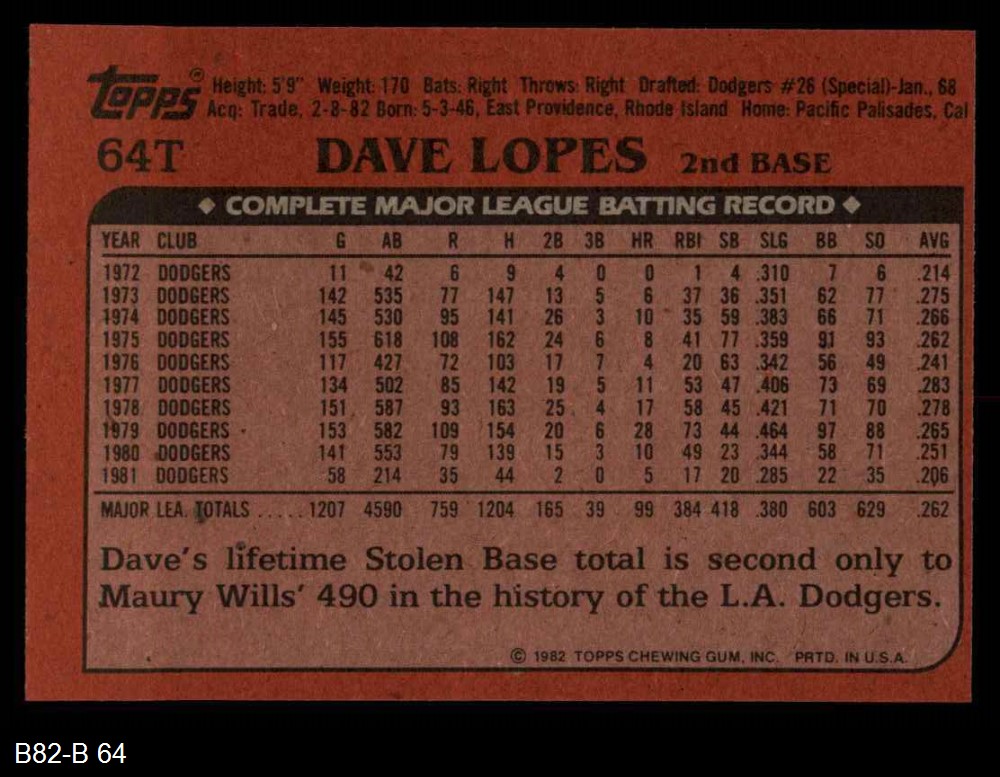 topps® Height: 5'9" Weight: 170 Bats: Right Throws: Right Drafted: Dodgers #26 (Special)-Jan., 68
Acq: Trade, 2-8-82 Born: 5-3-46, East Providence, Rhode Island Home: Pacific Palisades, Cal
64T DAVE LOPES 2nd BASE
◆ COMPLETE MAJOR LEAGUE BATTING RECORD ◆
YEAR CLUB G AB R H 2B 3B HR RBI SB SLG BB SO AVG
1972 DODGERS 11 42 6 9 4 0 0 1 4 .310 7 6 .214
1973 DODGERS 142 535 77 147 13 5 6 37 36 .351 62 77 .275
1974 DODGERS 145 530 95 141 26 3 10 35 59 .383 66 71 .266
1975 DODGERS 155 618 108 162 24 6 8 41 77 .359 91 93 .262
1976 DODGERS 117 427 72 103 17 7 4 20 63 .342 56 49 .241
1977 DODGERS 134 502 85 142 19 5 11 53 47 .406 73 69 .283
1978 DODGERS 151 587 93 163 25 4 17 58 45 .421 71 70 .278
1979 DODGERS 153 582 109 154 20 6 28 73 44 .464 97 88 .265
1980 DODGERS 141 553 79 139 15 3 10 49 23 .344 58 71 .251
1981 DODGERS 58 214 35 44 2 0 5 17 20 .285 22 35 .206
MAJOR LEA. TOTALS ..... 1207 4590 759 1204 165 39 99 384 418 .380 603 629 .262
Dave's lifetime Stolen Base total is second only to
Maury Wills' 490 in the history of the L.A. Dodgers.
© 1982 TOPPS CHEWING GUM, INC. PRTD. IN U.S.A.
B82-B 64